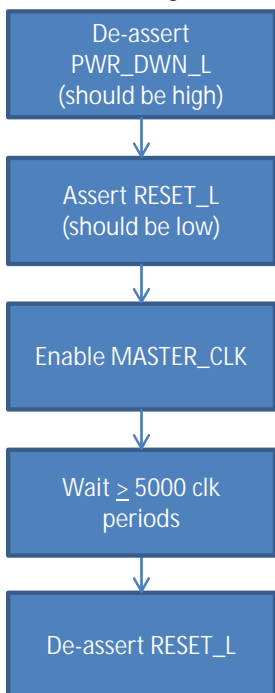 De-assert
PWR_DWN_L
(should be high)
Assert RESET_L
(should be low)
Enable MASTER_CLK
Wait ≥ 5000 clk
periods
De-assert RESET_L